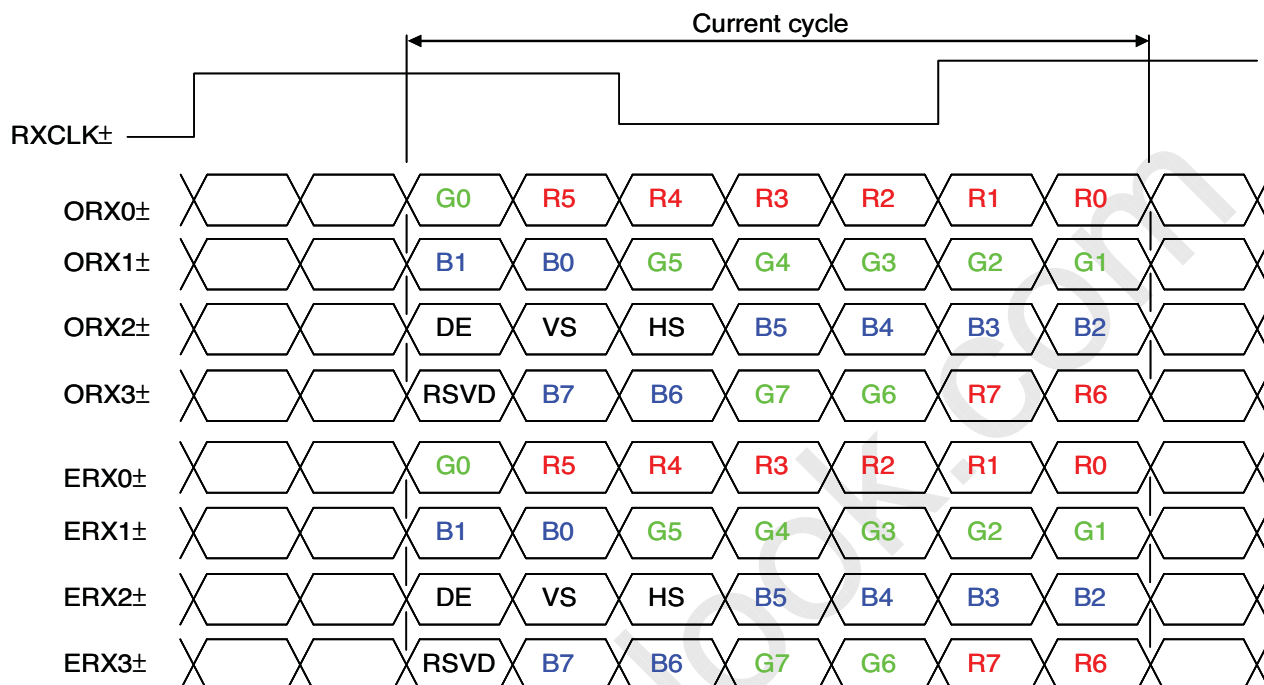 Current cycle
RXCLK±
ORX0± G0 R5 R4 R3 R2 R1 R0
ORX1± B1 B0 G5 G4 G3 G2 G1
ORX2± DE VS HS B5 B4 B3 B2
ORX3± RSVD B7 B6 G7 G6 R7 R6
ERX0± G0 R5 R4 R3 R2 R1 R0
ERX1± B1 B0 G5 G4 G3 G2 G1
ERX2± DE VS HS B5 B4 B3 B2
ERX3± RSVD B7 B6 G7 G6 R7 R6
look.com